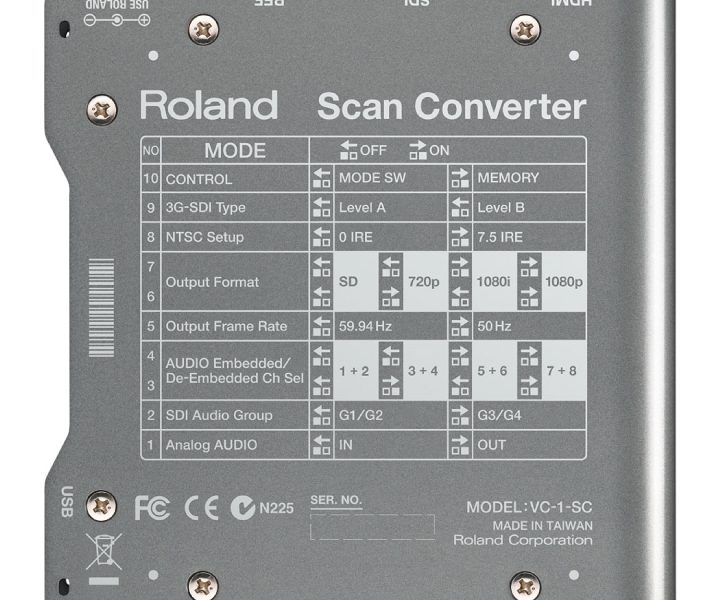 USE ROLAND
REF
SDI
HDMI
Roland Scan Converter
NO MODE OFF ON
10 CONTROL MODE SW MEMORY
9 3G-SDI Type Level A Level B
8 NTSC Setup 0 IRE 7.5 IRE
7
6 Output Format SD 720p 1080i 1080p
5 Output Frame Rate 59.94Hz 50Hz
4 AUDIO Embedded/
3 De-Embedded Ch Sel 1 + 2 3 + 4 5 + 6 7 + 8
2 SDI Audio Group G1/G2 G3/G4
1 Analog AUDIO IN OUT
USB
FC CE N225
SER. NO.
MODEL:VC-1-SC
MADE IN TAIWAN
Roland Corporation